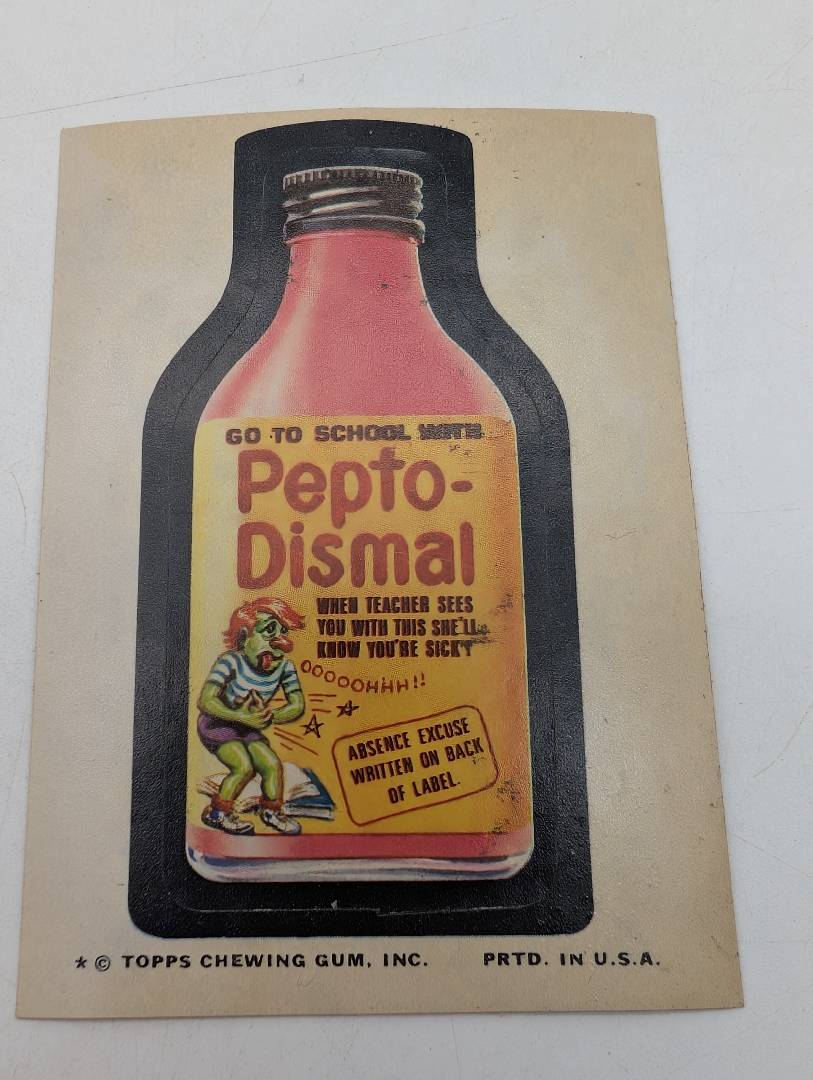 GO TO SCHOOL WITH
Pepto-
Dismal
WHEN TEACHER SEES
YOU WITH THIS SHE'LL
KNOW YOU'RE SICK!
OOOOOHHH!!
ABSENCE EXCUSE
WRITTEN ON BACK
OF LABEL.
* © TOPPS CHEWING GUM, INC. PRTD. IN U.S.A.